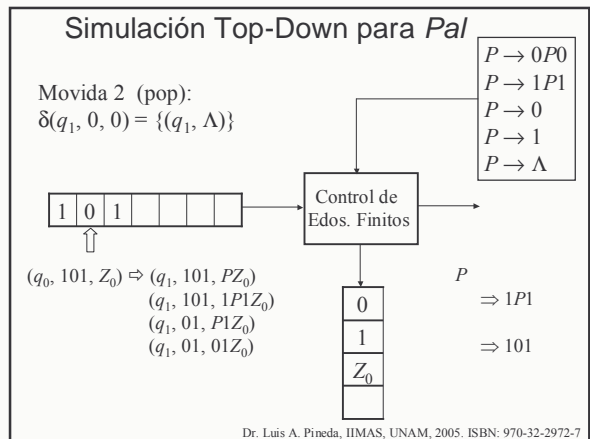 Simulación Top-Down para Pal
P → 0P0
P → 1P1
P → 0
P → 1
P → Λ
Movida 2 (pop):
δ(q₁, 0, 0) = {(q₁, Λ)}
1 0 1
Control de
Edos. Finitos
(q₀, 101, Z₀) ⇨ (q₁, 101, PZ₀)
(q₁, 101, 1P1Z₀)
(q₁, 01, P1Z₀)
(q₁, 01, 01Z₀)
0
1
Z₀
P
⇒ 1P1
⇒ 101
Dr. Luis A. Pineda, IIMAS, UNAM, 2005. ISBN: 970-32-2972-7